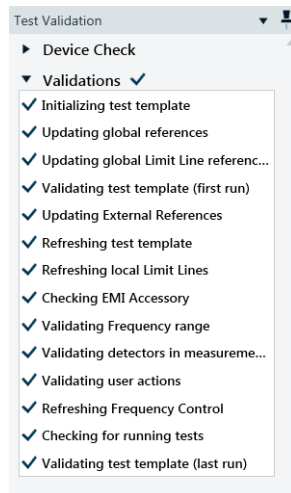 Test Validation
Device Check
Validations
Initializing test template
Updating global references
Updating global Limit Line referenc...
Validating test template (first run)
Updating External References
Refreshing test template
Refreshing local Limit Lines
Checking EMI Accessory
Validating Frequency range
Validating detectors in measureme...
Validating user actions
Refreshing Frequency Control
Checking for running tests
Validating test template (last run)